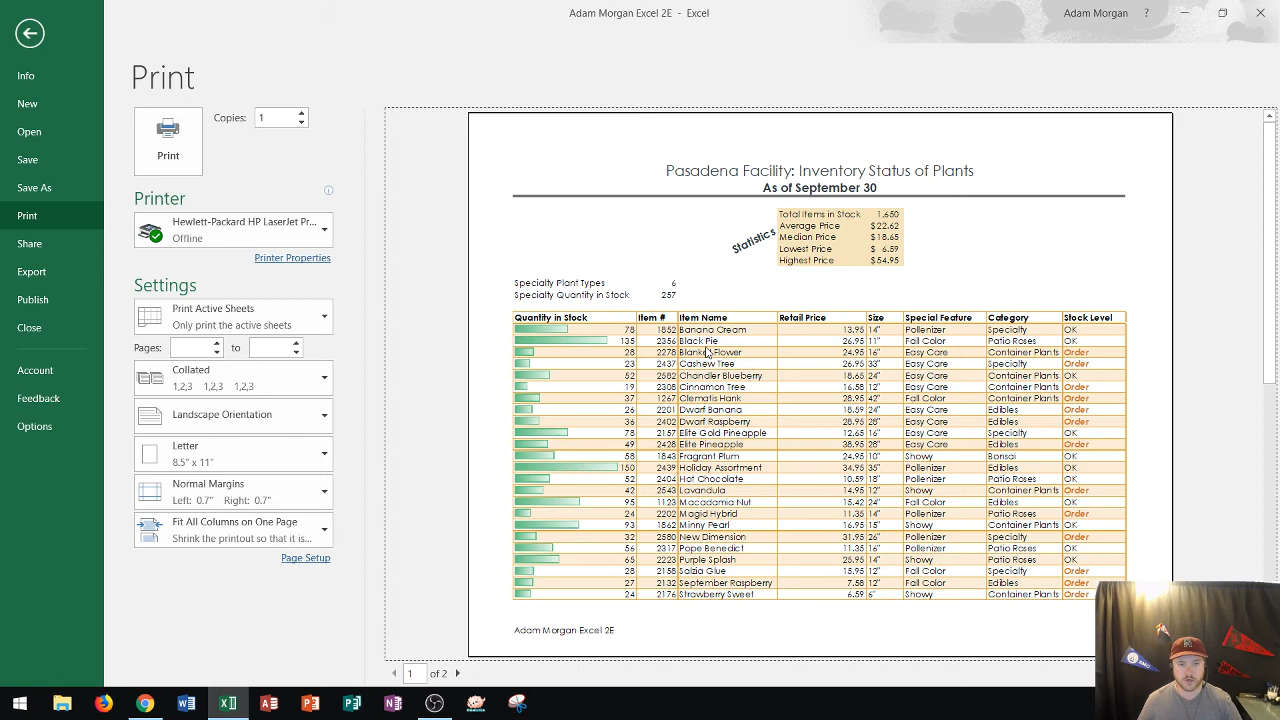 Adam Morgan Excel 2E - Excel
Adam Morgan ?
Info
New
Open
Save
Save As
Print
Share
Export
Publish
Close
Account
Feedback
Options
Print
Print
Copies: 1
Printer
Hewlett-Packard HP LaserJet Pr...
Offline
Printer Properties
Settings
Print Active Sheets
Only print the active sheets
Pages: to
Collated
1,2,3 1,2,3 1,2,3
Landscape Orientation
Letter
8.5" x 11"
Normal Margins
Left: 0.7" Right: 0.7"
Fit All Columns on One Page
Shrink the printout so that it is...
Page Setup
Pasadena Facility: Inventory Status of Plants
As of September 30
Statistics
Total Items in Stock 1,650
Average Price $22.62
Median Price $18.65
Lowest Price $ 6.59
Highest Price $54.95
Specialty Plant Types 6
Specialty Quantity in Stock 257
Quantity in Stock Item # Item Name Retail Price Size Special Feature Category Stock Level
78 1852 Banana Cream 13.95 14" Pollenizer Specialty OK
135 2356 Black Pie 26.95 11" Fall Color Patio Roses OK
28 2278 Blanket Flower 24.95 16" Easy Care Container Plants Order
23 2437 Cashew Tree 26.95 33" Easy Care Specialty Order
53 2582 Chandler Blueberry 18.65 24" Easy Care Container Plants OK
19 2308 Cinnamon Tree 16.58 12" Easy Care Container Plants Order
37 1267 Clematis Hank 28.95 42" Fall Color Container Plants Order
26 2201 Dwarf Banana 18.59 24" Easy Care Edibles Order
36 2402 Dwarf Raspberry 28.95 28" Easy Care Edibles Order
78 2157 Elite Gold Pineapple 12.65 16" Easy Care Specialty OK
49 2428 Elite Pineapple 38.95 28" Easy Care Edibles Order
58 1843 Fragrant Plum 24.95 10" Showy Bonsai OK
150 2439 Holiday Assortment 34.95 35" Pollenizer Edibles OK
52 2404 Hot Chocolate 10.59 18" Pollenizer Patio Roses OK
42 2543 Lavandula 14.95 12" Showy Container Plants Order
95 1123 Macadamia Nut 15.42 24" Fall Color Edibles OK
24 2202 Magid Hybrid 11.35 14" Pollenizer Patio Roses Order
93 1862 Minny Pearl 16.95 15" Showy Container Plants OK
32 2580 New Dimension 31.95 26" Pollenizer Specialty Order
56 2317 Pope Benedict 11.35 16" Pollenizer Patio Roses OK
65 2223 Purple Splash 25.95 14" Fall Color Patio Roses OK
28 2158 Salzia Glue 15.95 12" Fall Color Specialty Order
27 2132 September Raspberry 7.58 12" Fall Color Edibles Order
24 2176 Strawberry Sweet 6.59 6" Showy Container Plants Order
Adam Morgan Excel 2E
1 of 2